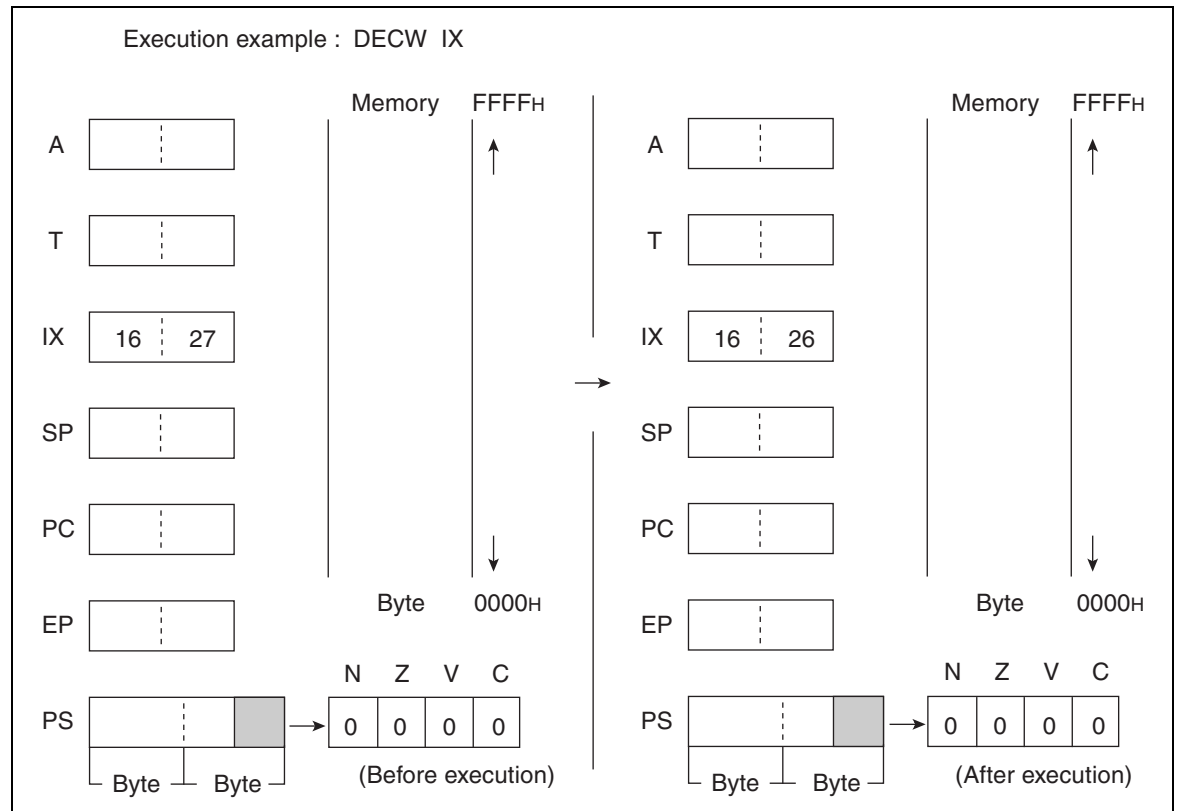 Execution example : DECW IX
Memory FFFFH
A
T
IX 16 27
SP
PC
EP
Byte 0000H
N Z V C
PS 0 0 0 0
Byte Byte
(Before execution)
Memory FFFFH
A
T
IX 16 26
SP
PC
EP
Byte 0000H
N Z V C
PS 0 0 0 0
Byte Byte
(After execution)